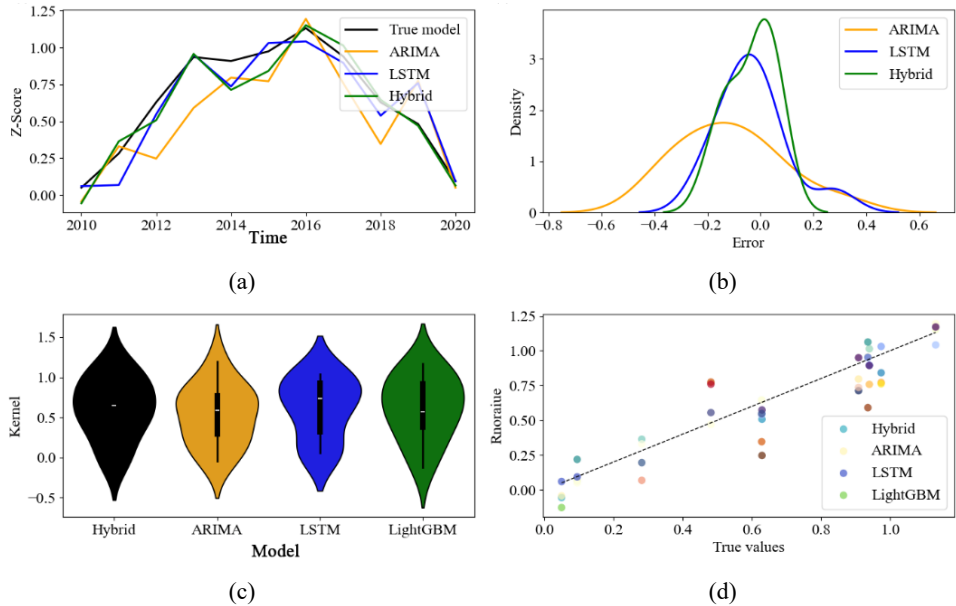 1.25
1.00
0.75
0.50
0.25
0.00
Z-Score
2010 2012 2014 2016 2018 2020
Time
True model
ARIMA
LSTM
Hybrid
(a)
3
2
1
0
Density
−0.8 −0.6 −0.4 −0.2 0.0 0.2 0.4 0.6
Error
ARIMA
LSTM
Hybrid
(b)
1.5
1.0
0.5
0.0
−0.5
Kernel
Hybrid ARIMA LSTM LightGBM
Model
(c)
1.25
1.00
0.75
0.50
0.25
0.00
Rnoraiue
0.0 0.2 0.4 0.6 0.8 1.0
True values
Hybrid
ARIMA
LSTM
LightGBM
(d)